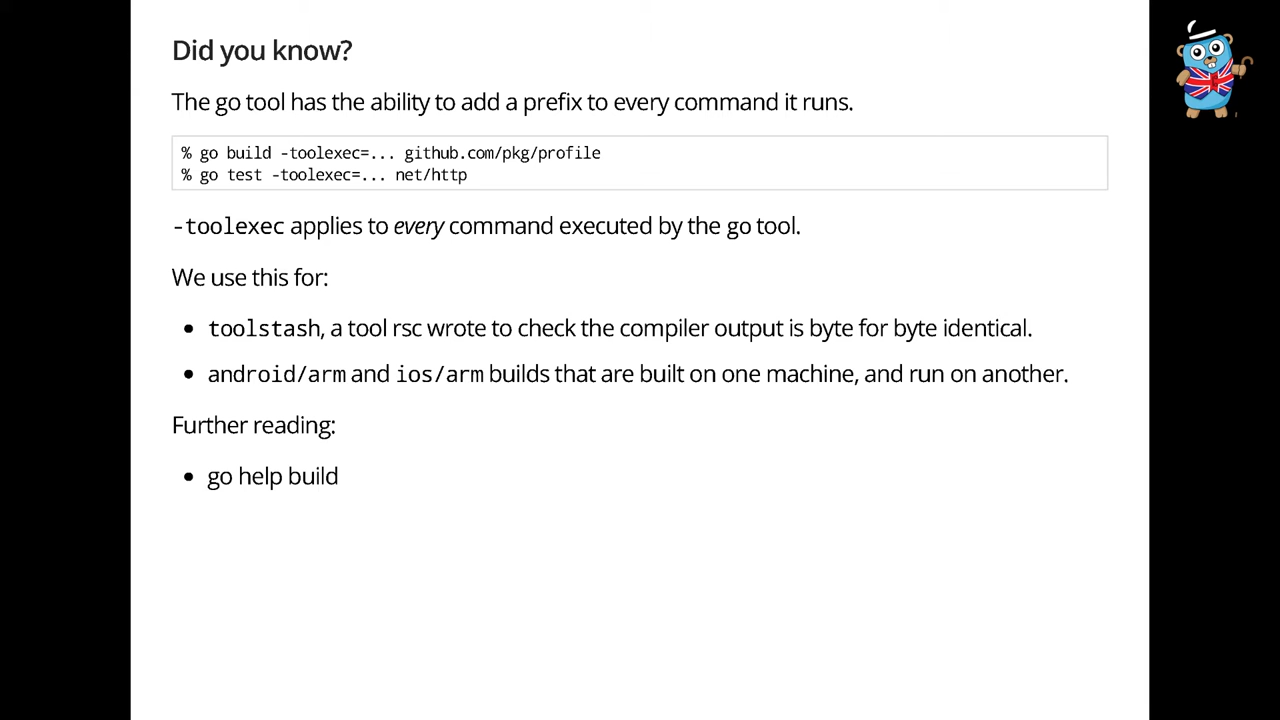 Did you know?
The go tool has the ability to add a prefix to every command it runs.
% go build -toolexec=... github.com/pkg/profile
% go test -toolexec=... net/http
-toolexec applies to every command executed by the go tool.
We use this for:
• toolstash, a tool rsc wrote to check the compiler output is byte for byte identical.
• android/arm and ios/arm builds that are built on one machine, and run on another.
Further reading:
• go help build